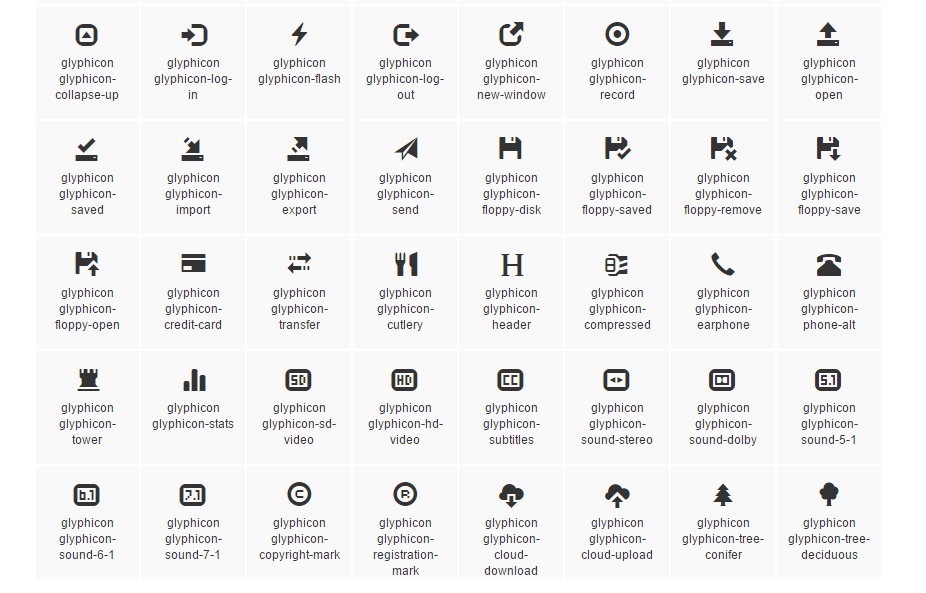 glyphicon
glyphicon-
collapse-up
glyphicon
glyphicon-log-
in
glyphicon
glyphicon-flash
glyphicon
glyphicon-log-
out
glyphicon
glyphicon-
new-window
glyphicon
glyphicon-
record
glyphicon
glyphicon-save
glyphicon
glyphicon-
open
glyphicon
glyphicon-
saved
glyphicon
glyphicon-
import
glyphicon
glyphicon-
export
glyphicon
glyphicon-
send
glyphicon
glyphicon-
floppy-disk
glyphicon
glyphicon-
floppy-saved
glyphicon
glyphicon-
floppy-remove
glyphicon
glyphicon-
floppy-save
glyphicon
glyphicon-
floppy-open
glyphicon
glyphicon-
credit-card
glyphicon
glyphicon-
transfer
glyphicon
glyphicon-
cutlery
H
glyphicon
glyphicon-
header
glyphicon
glyphicon-
compressed
glyphicon
glyphicon-
earphone
glyphicon
glyphicon-
phone-alt
glyphicon
glyphicon-
tower
glyphicon
glyphicon-stats
SD
glyphicon
glyphicon-sd-
video
HD
glyphicon
glyphicon-hd-
video
CC
glyphicon
glyphicon-
subtitles
glyphicon
glyphicon-
sound-stereo
glyphicon
glyphicon-
sound-dolby
5.1
glyphicon
glyphicon-
sound-5-1
6.1
glyphicon
glyphicon-
sound-6-1
7.1
glyphicon
glyphicon-
sound-7-1
©
glyphicon
glyphicon-
copyright-mark
®
glyphicon
glyphicon-
registration-
mark
glyphicon
glyphicon-
cloud-
download
glyphicon
glyphicon-
cloud-upload
glyphicon
glyphicon-tree-
conifer
glyphicon
glyphicon-tree-
deciduous